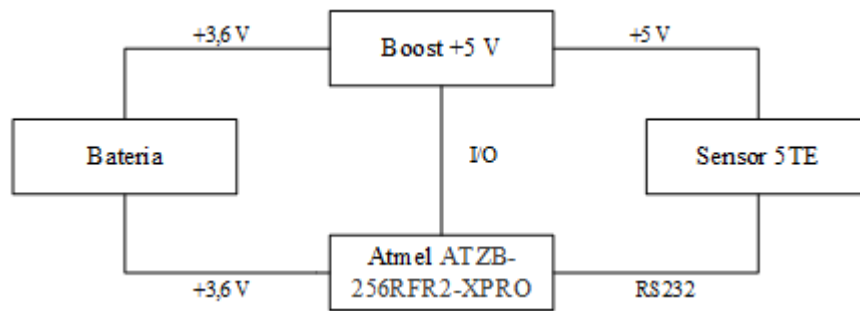 +3,6 V
Boost +5 V
+5 V
Bateria
I/O
Sensor 5TE
+3,6 V
Atmel ATZB-
256RFR2-XPRO
RS232